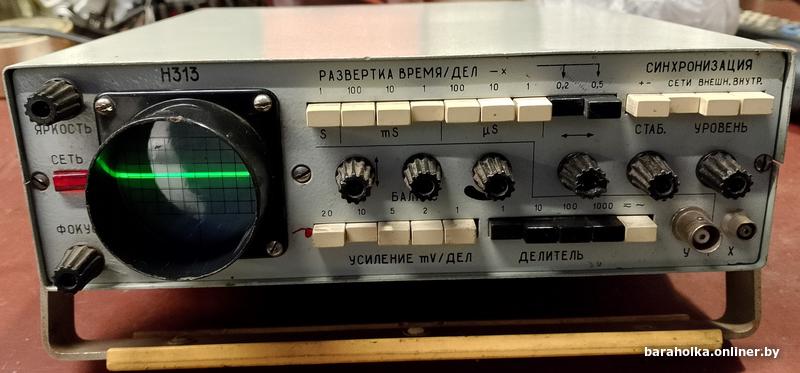 Н313
РАЗВЕРТКА ВРЕМЯ/ДЕЛ –х
СИНХРОНИЗАЦИЯ
1 100 10 1 100 10 1 0,2 0,5
+- СЕТИ ВНЕШН. ВНУТР.
ЯРКОСТЬ
S mS µS
СТАБ. УРОВЕНЬ
СЕТЬ
БАЛАНС
20 10 5 2 1 1 10 100 1000 ≂ ~
ФОКУС
УСИЛЕНИЕ mV/ДЕЛ ДЕЛИТЕЛЬ
У Х
baraholka.onliner.by